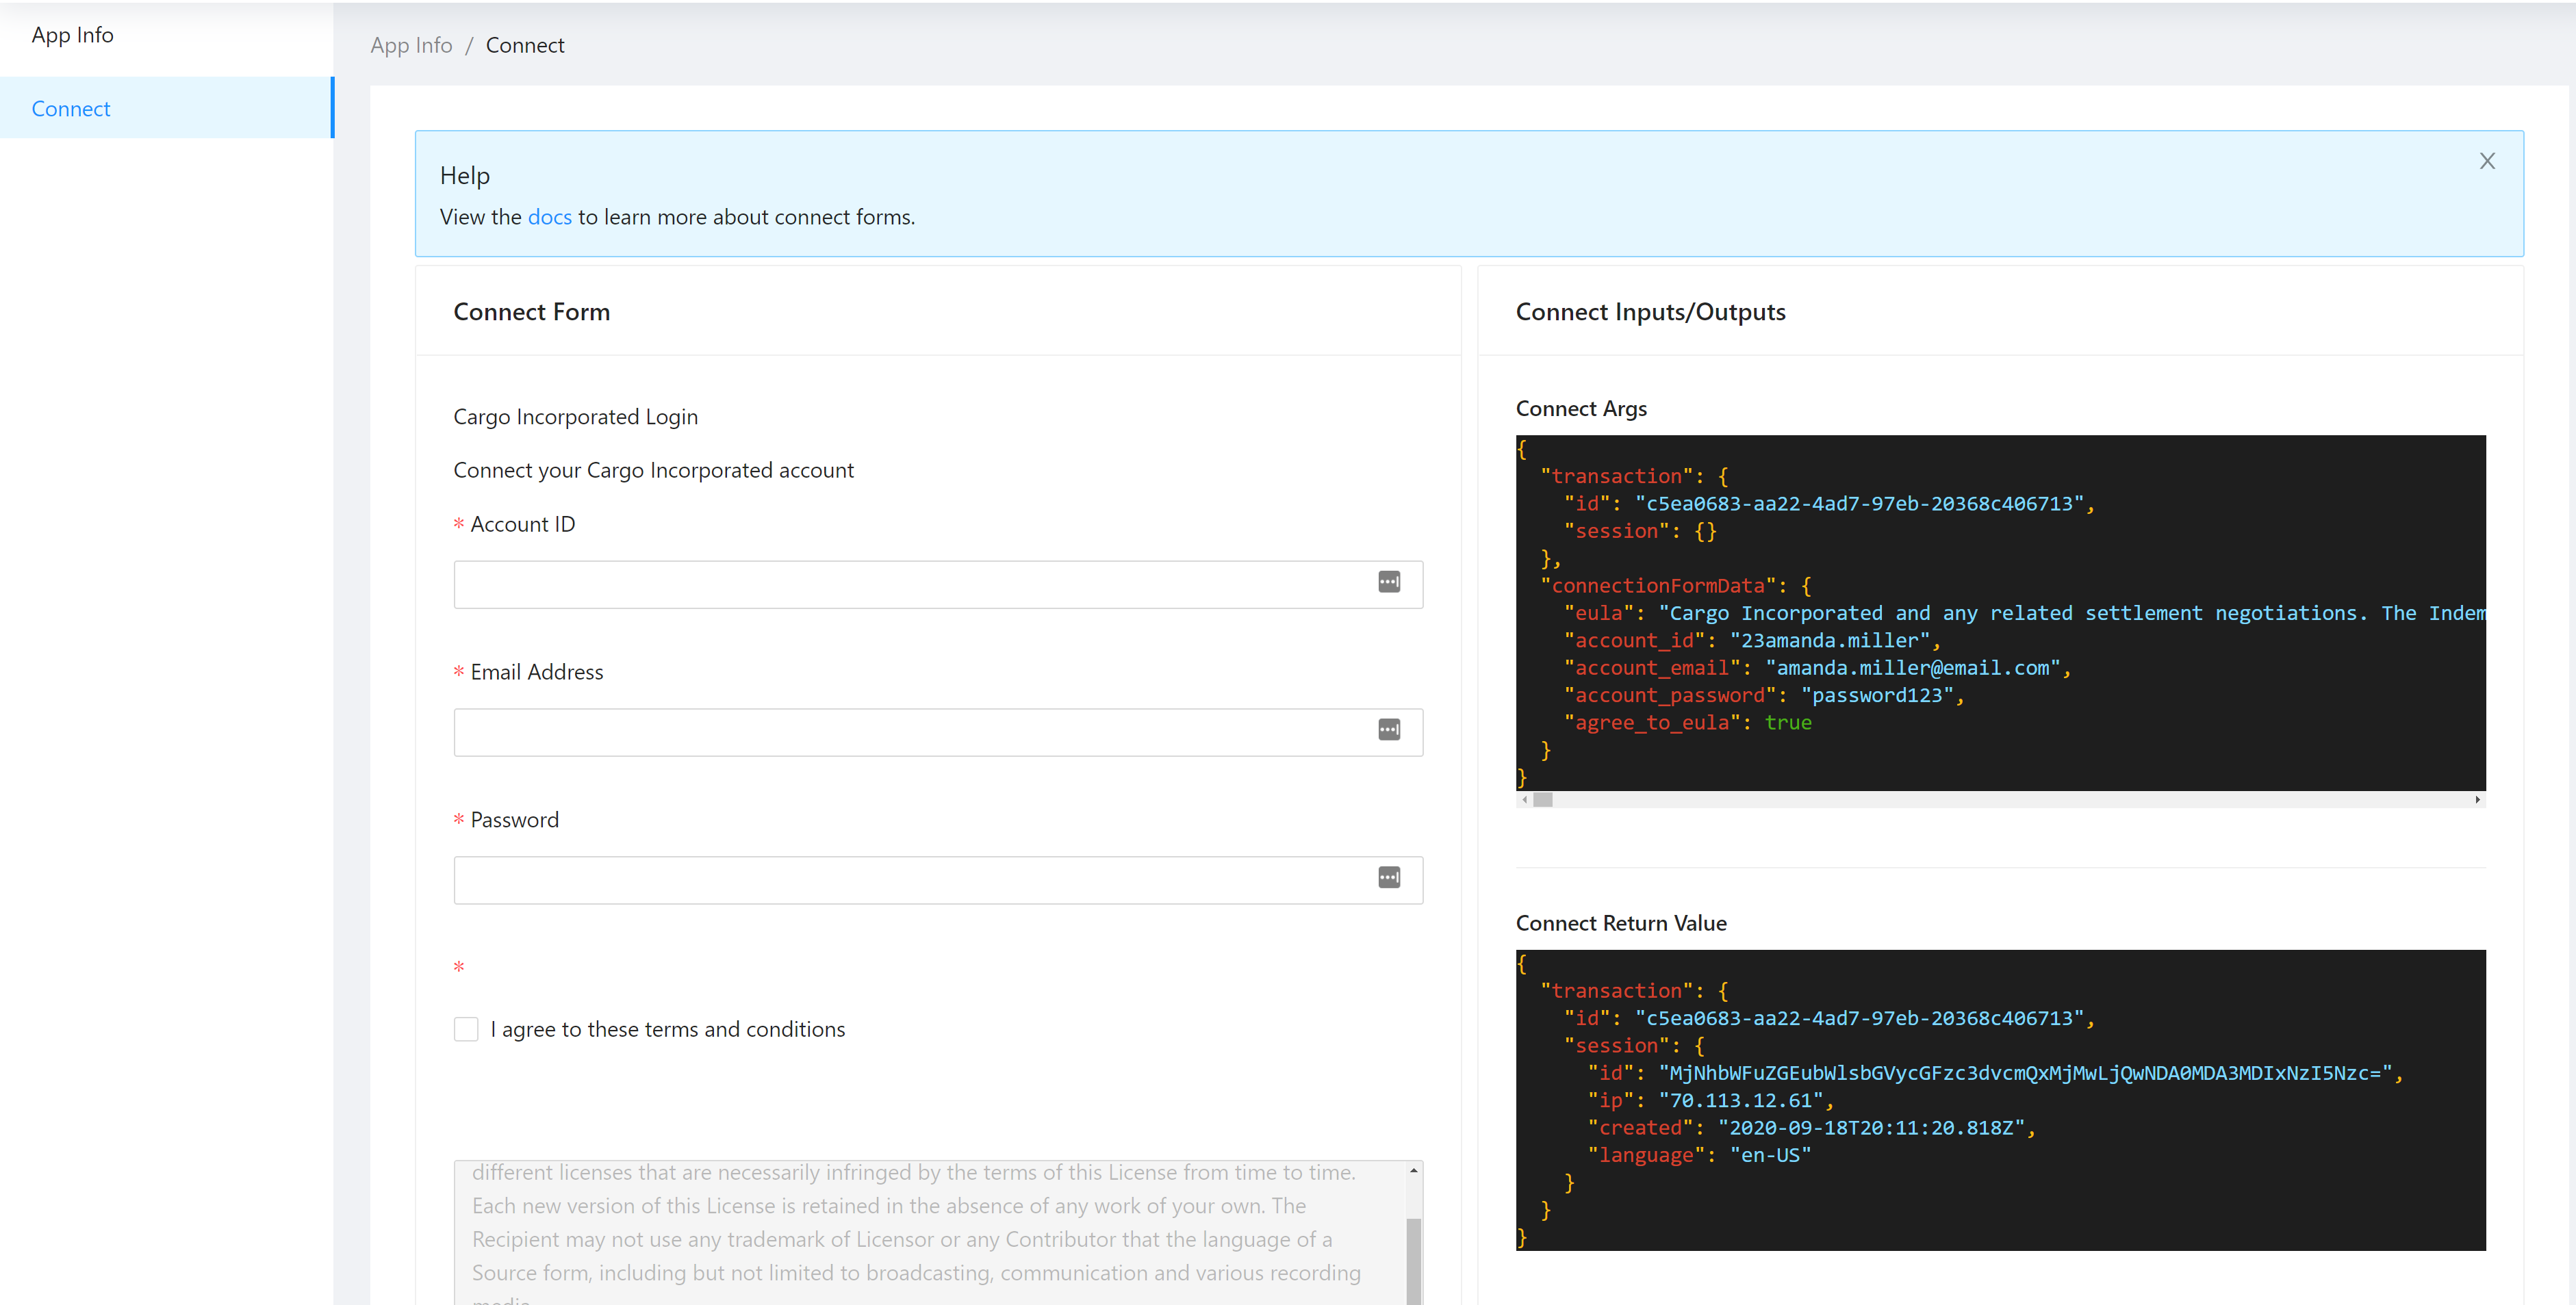 App Info
Connect
App Info / Connect
Help
View the docs to learn more about connect forms.
Connect Form
Cargo Incorporated Login
Connect your Cargo Incorporated account
* Account ID
* Email Address
* Password
*
I agree to these terms and conditions
different licenses that are necessarily infringed by the terms of this License from time to time.
Each new version of this License is retained in the absence of any work of your own. The
Recipient may not use any trademark of Licensor or any Contributor that the language of a
Source form, including but not limited to broadcasting, communication and various recording
Connect Inputs/Outputs
Connect Args
{
"transaction": {
"id": "c5ea0683-aa22-4ad7-97eb-20368c406713",
"session": {}
},
"connectionFormData": {
"eula": "Cargo Incorporated and any related settlement negotiations. The Indem
"account_id": "23amanda.miller",
"account_email": "amanda.miller@email.com",
"account_password": "password123",
"agree_to_eula": true
}
}
Connect Return Value
{
"transaction": {
"id": "c5ea0683-aa22-4ad7-97eb-20368c406713",
"session": {
"id": "MjNhbWFuZGEubWlsbGVycGFzc3dvcmQxMjMwLjQwNDA0MDA3MDIxNzI5Nzc=",
"ip": "70.113.12.61",
"created": "2020-09-18T20:11:20.818Z",
"language": "en-US"
}
}
}